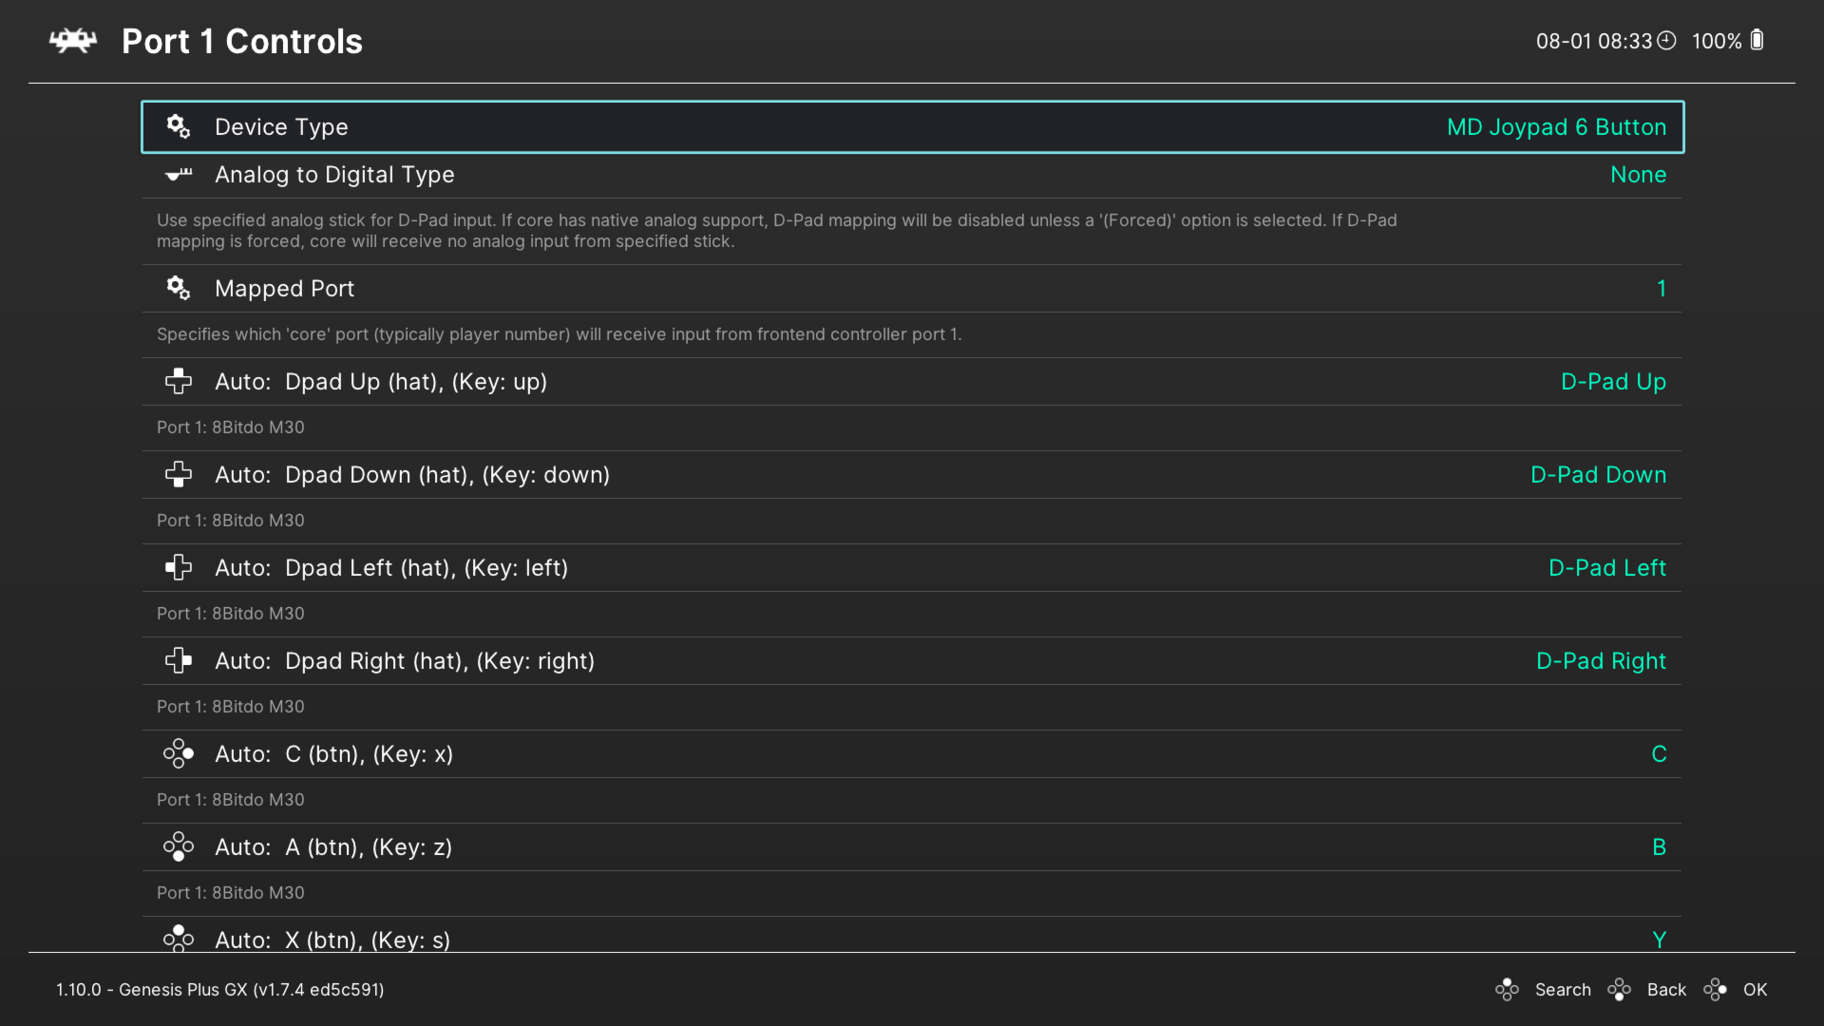 Port 1 Controls
08-01 08:33 100%
Device Type MD Joypad 6 Button
Analog to Digital Type None
Use specified analog stick for D-Pad input. If core has native analog support, D-Pad mapping will be disabled unless a '(Forced)' option is selected. If D-Pad
mapping is forced, core will receive no analog input from specified stick.
Mapped Port 1
Specifies which 'core' port (typically player number) will receive input from frontend controller port 1.
Auto: Dpad Up (hat), (Key: up) D-Pad Up
Port 1: 8Bitdo M30
Auto: Dpad Down (hat), (Key: down) D-Pad Down
Port 1: 8Bitdo M30
Auto: Dpad Left (hat), (Key: left) D-Pad Left
Port 1: 8Bitdo M30
Auto: Dpad Right (hat), (Key: right) D-Pad Right
Port 1: 8Bitdo M30
Auto: C (btn), (Key: x) C
Port 1: 8Bitdo M30
Auto: A (btn), (Key: z) B
Port 1: 8Bitdo M30
Auto: X (btn), (Key: s) Y
1.10.0 - Genesis Plus GX (v1.7.4 ed5c591) Search Back OK